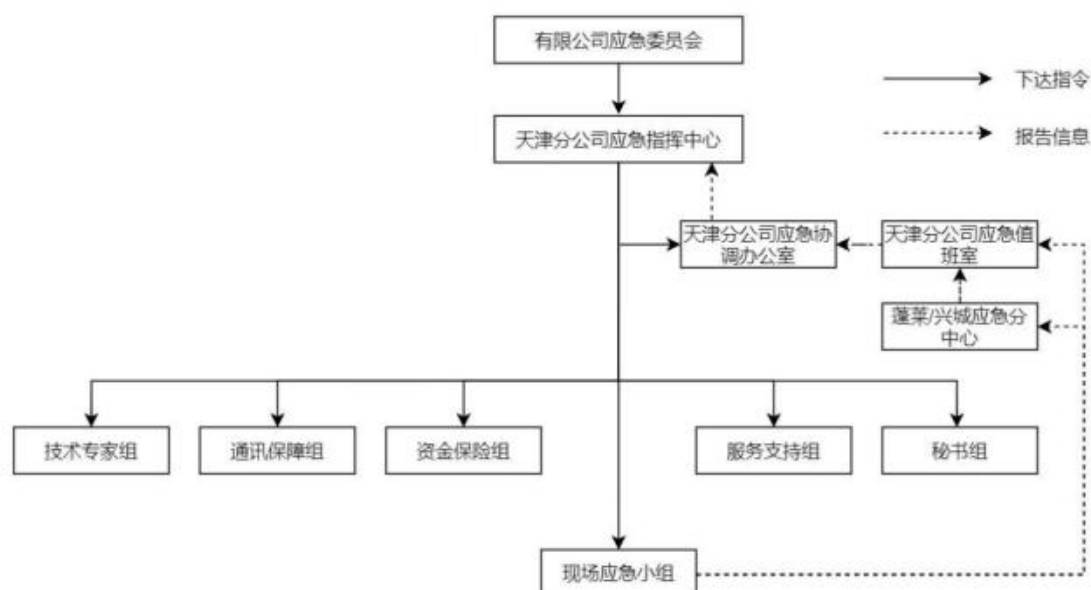 有限公司应急委员会
下达指令
天津分公司应急指挥中心
报告信息
天津分公司应急协
调办公室
天津分公司应急值
班室
蓬莱/兴城应急分
中心
技术专家组
通讯保障组
资金保险组
服务支持组
秘书组
现场应急小组